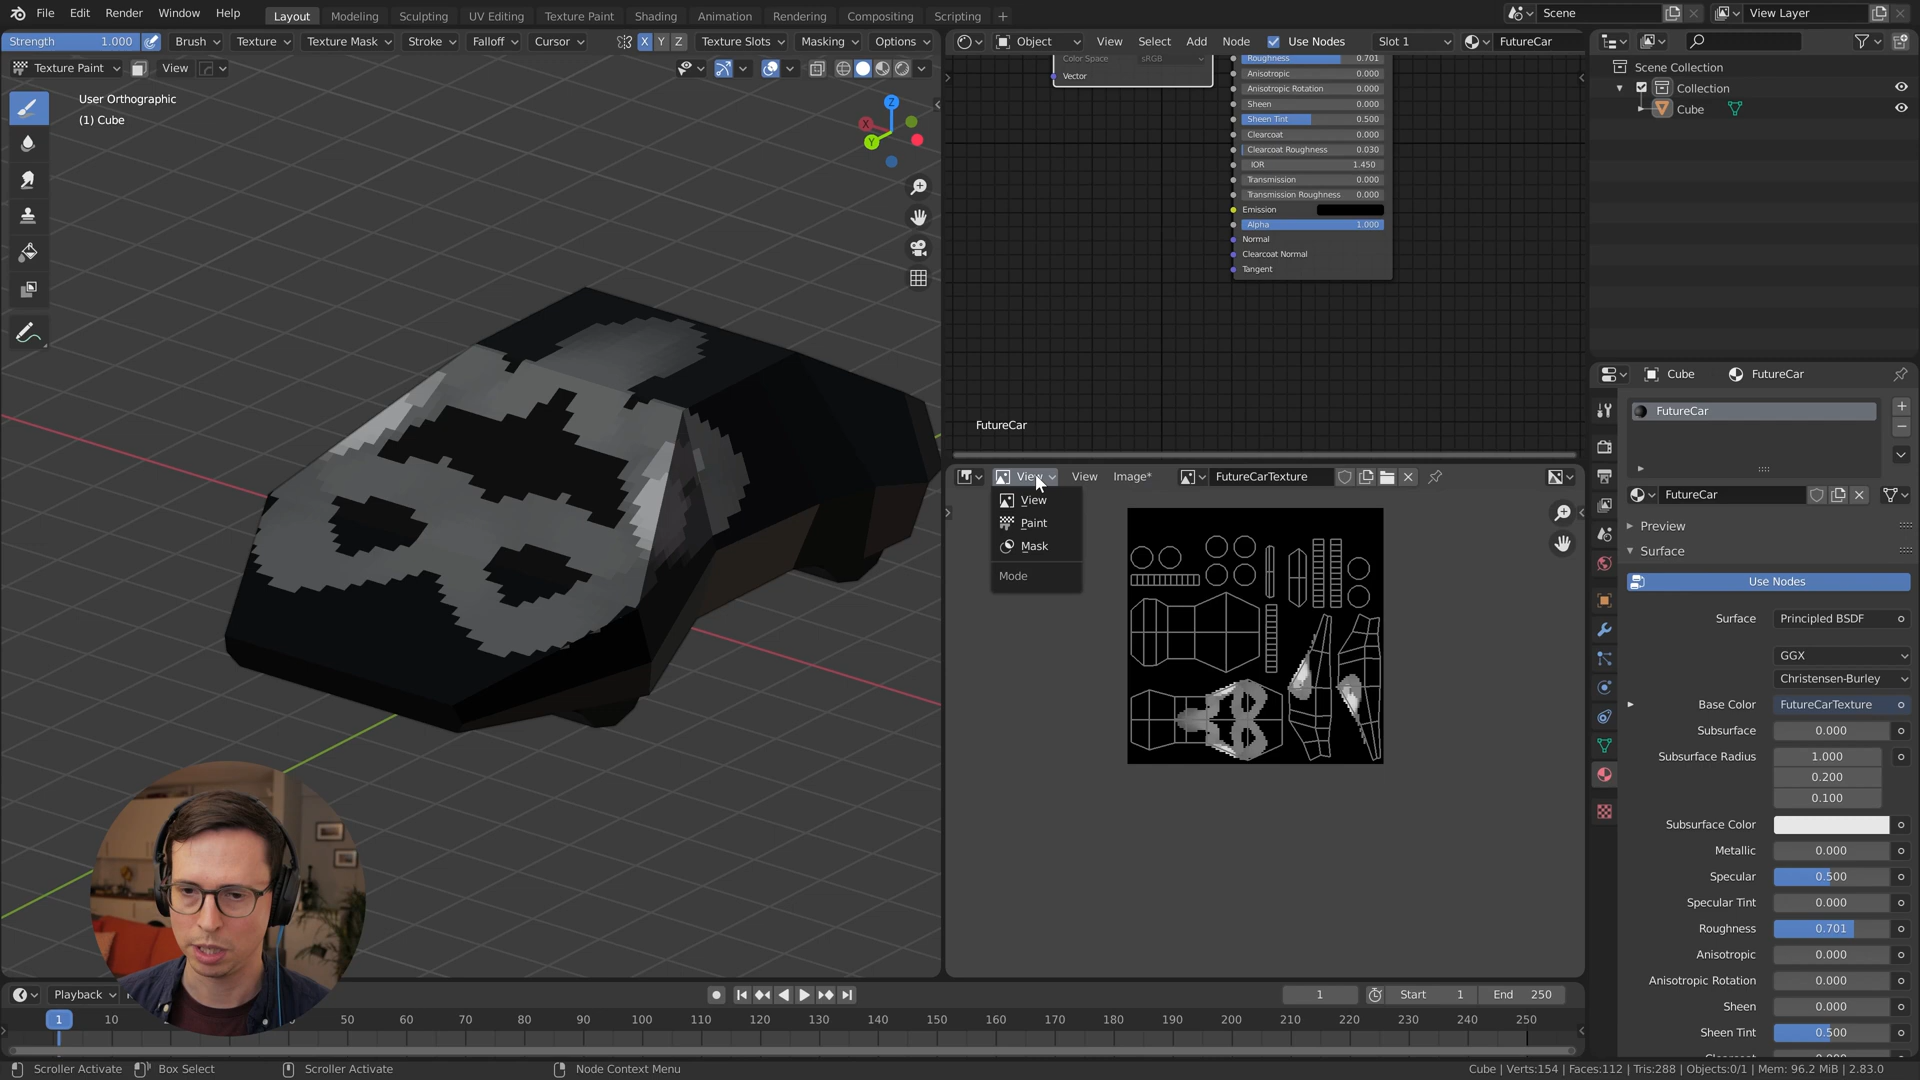 File Edit Render Window Help Layout Modeling Sculpting UV Editing Texture Paint Shading Animation Rendering Compositing Scripting + Scene View Layer
Strength 1.000 Brush Texture Texture Mask Stroke Falloff Cursor X Y Z Texture Slots Masking Options Object View Select Add Node Use Nodes Slot 1 FutureCar
Texture Paint View
User Orthographic
(1) Cube
Z
X
Y
Color Space sRGB
Vector
Roughness 0.701
Anisotropic 0.000
Anisotropic Rotation 0.000
Sheen 0.000
Sheen Tint 0.500
Clearcoat 0.000
Clearcoat Roughness 0.030
IOR 1.450
Transmission 0.000
Transmission Roughness 0.000
Emission
Alpha 1.000
Normal
Clearcoat Normal
Tangent
FutureCar
View View Image* FutureCarTexture
View
Paint
Mask
Mode
Scene Collection
Collection
Cube
Cube FutureCar
FutureCar
FutureCar
Preview
Surface
Use Nodes
Surface Principled BSDF
GGX
Christensen-Burley
Base Color FutureCarTexture
Subsurface 0.000
Subsurface Radius 1.000
0.200
0.100
Subsurface Color
Metallic 0.000
Specular 0.500
Specular Tint 0.000
Roughness 0.701
Anisotropic 0.000
Anisotropic Rotation 0.000
Sheen 0.000
Sheen Tint 0.500
Playback 1 Start 1 End 250
1 10 50 60 70 80 90 100 110 120 130 140 150 160 170 180 190 200 210 220 230 240 250
Scroller Activate Box Select Scroller Activate Node Context Menu Cube | Verts:154 | Faces:112 | Tris:288 | Objects:0/1 | Mem: 96.2 MiB | 2.83.0